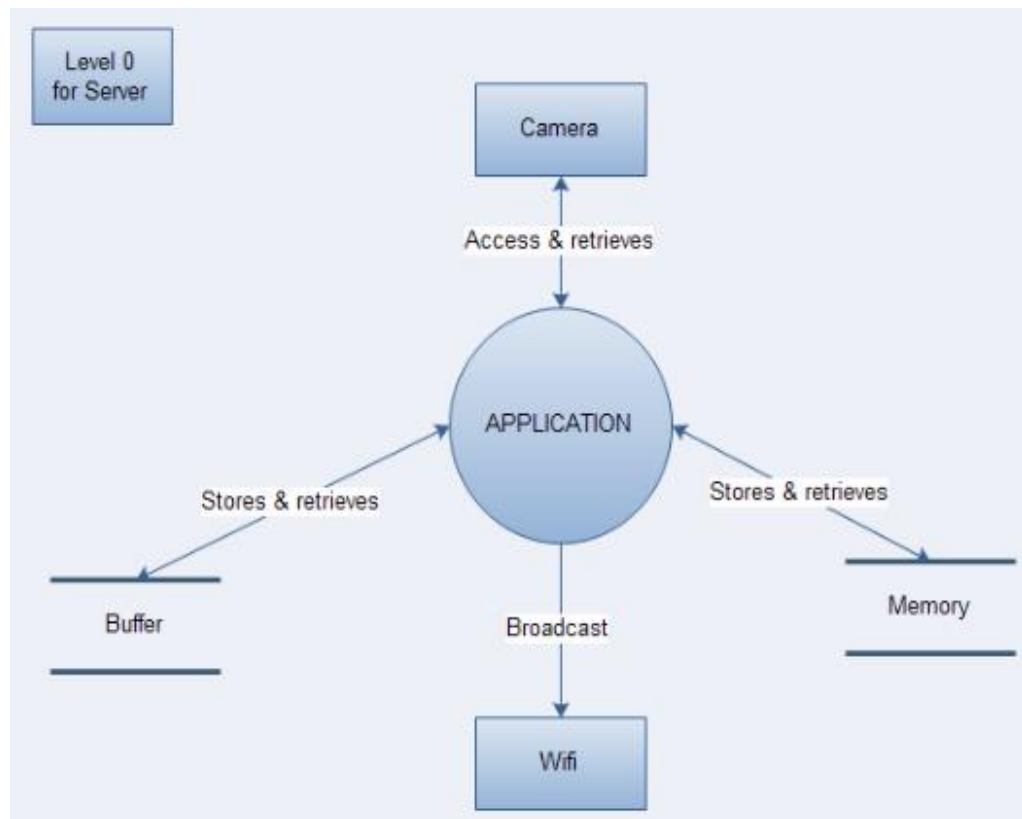 Level 0
for Server
Camera
Access & retrieves
APPLICATION
Stores & retrieves
Stores & retrieves
Buffer
Memory
Broadcast
Wifi